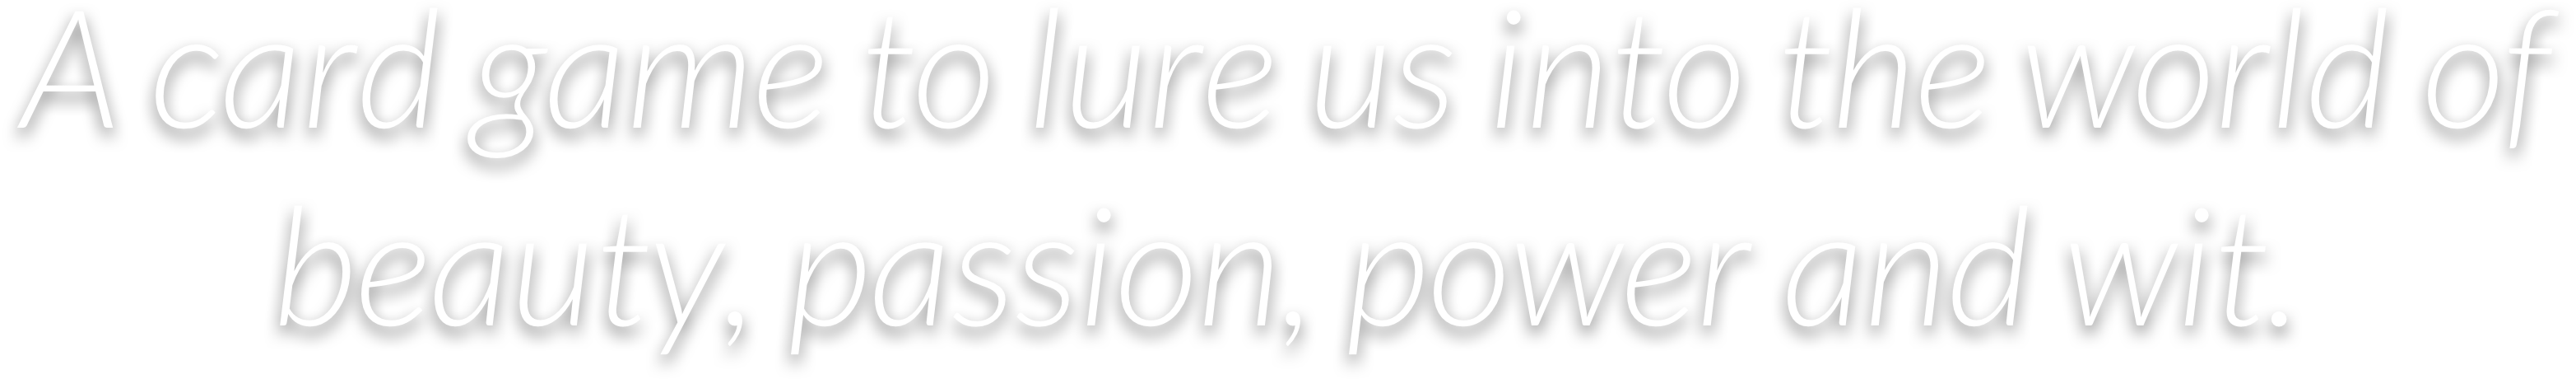 A card game to lure us into the world of
beauty, passion, power and wit.